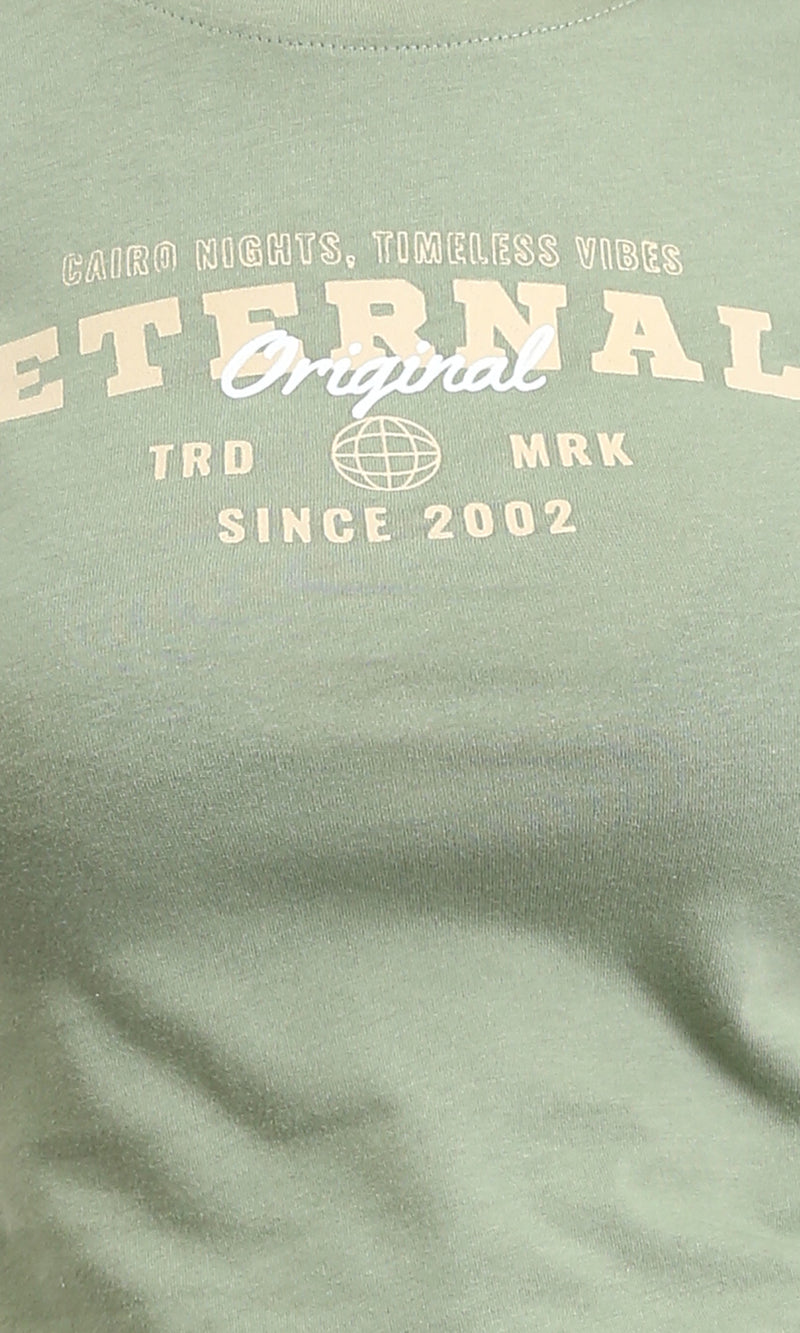 CAIRO NIGHTS, TIMELESS VIBES
ETERNAL
Original
TRD MRK
SINCE 2002